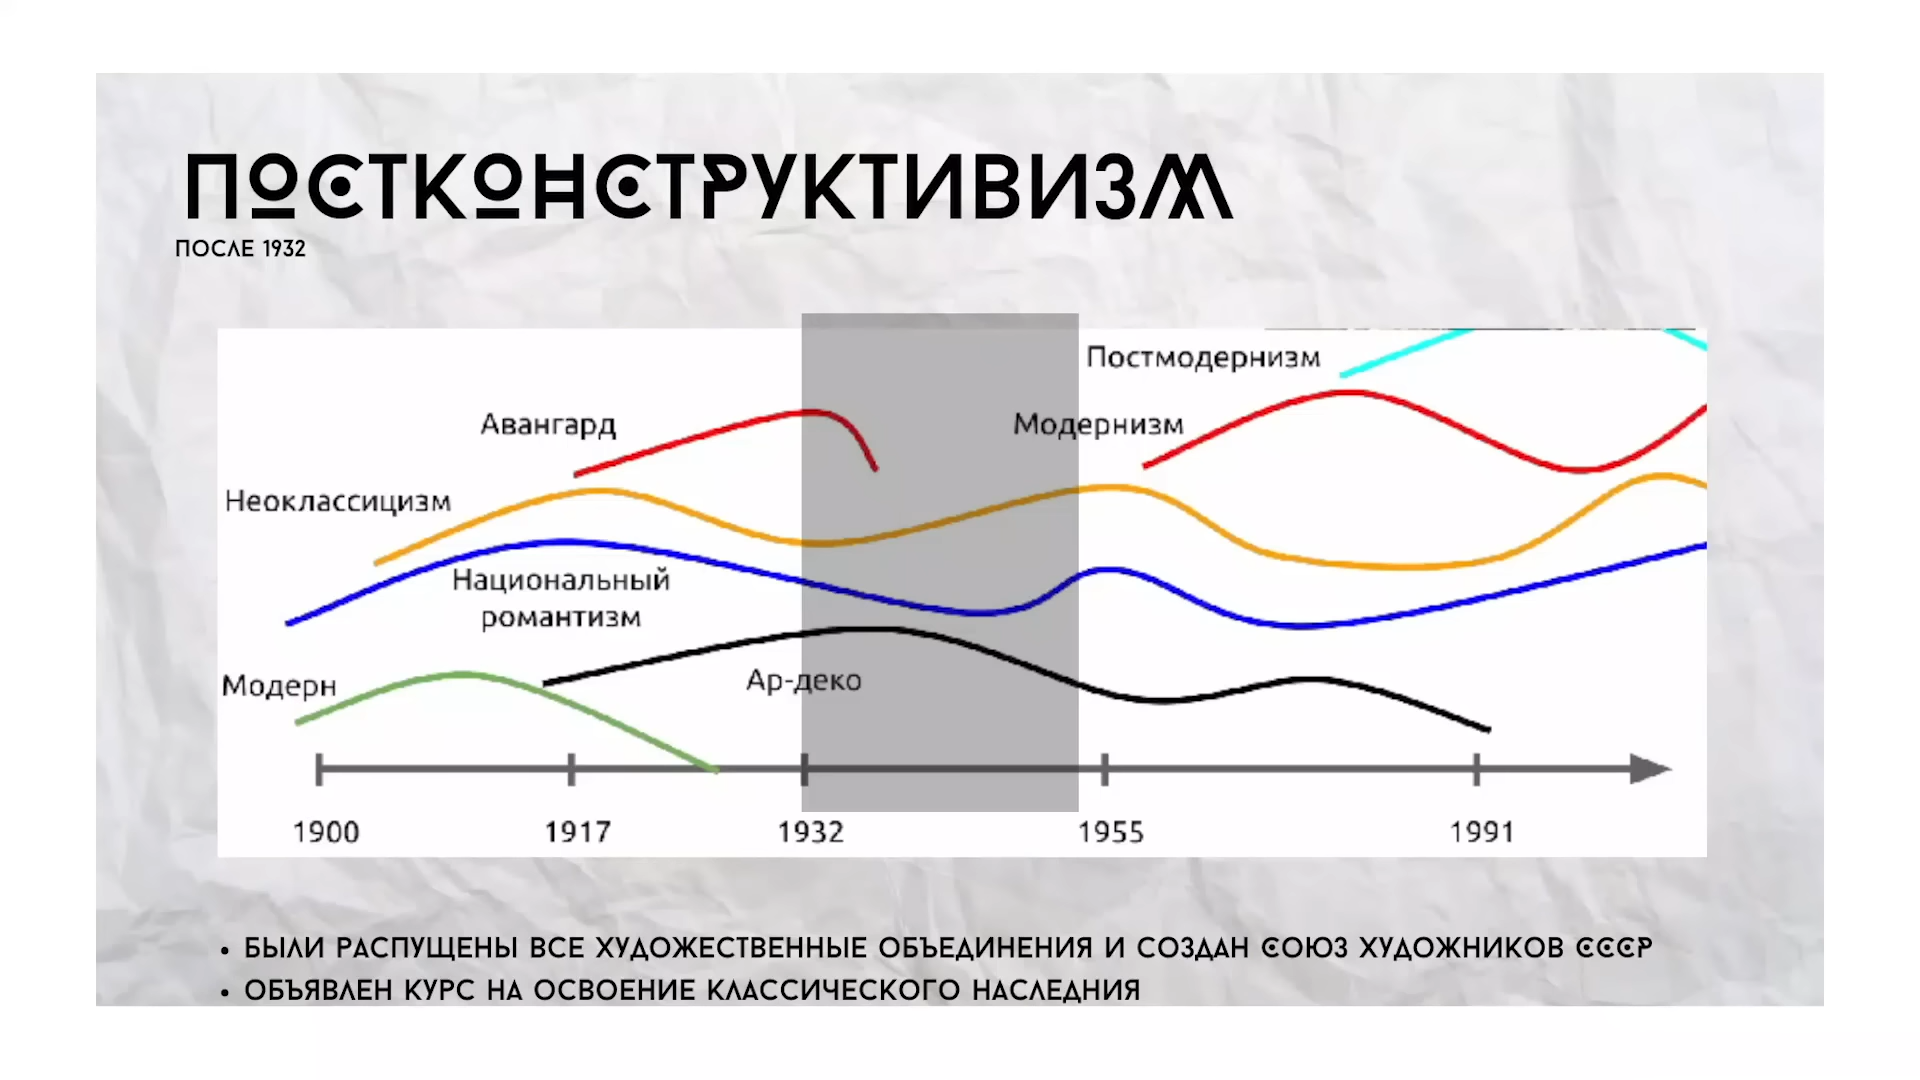 ПОСТКОНСТРУКТИВИЗМ
ПОСЛЕ 1932
Постмодернизм
Авангард
Модернизм
Неоклассицизм
Национальный
романтизм
Модерн
Ар-деко
1900
1917
1932
1955
1991
• БЫЛИ РАСПУЩЕНЫ ВСЕ ХУДОЖЕСТВЕННЫЕ ОБЪЕДИНЕНИЯ И СОЗДАН СОЮЗ ХУДОЖНИКОВ СССР
• ОБЪЯВЛЕН КУРС НА ОСВОЕНИЕ КЛАССИЧЕСКОГО НАСЛЕДНИЯ